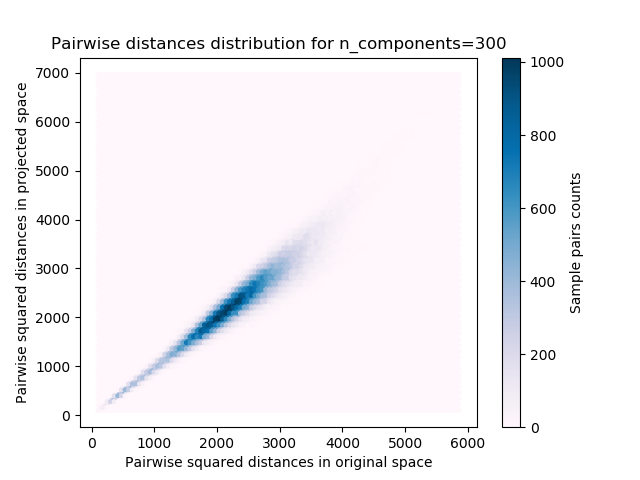 Pairwise distances distribution for n_components=300
Pairwise squared distances in projected space
7000
6000
5000
4000
3000
2000
1000
0
0 1000 2000 3000 4000 5000 6000
Pairwise squared distances in original space
1000
800
600
400
200
0
Sample pairs counts